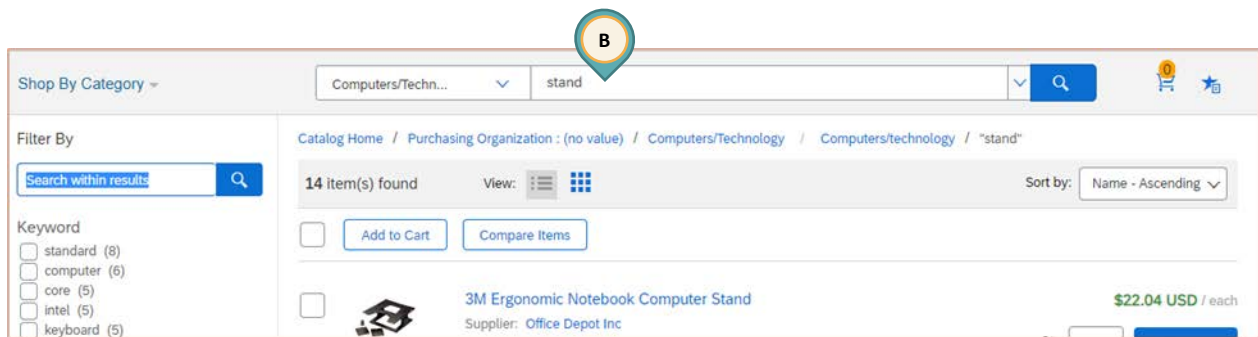 B
Shop By Category
Computers/Techn...
stand
0
Filter By
Catalog Home / Purchasing Organization : (no value) / Computers/Technology / Computers/technology / "stand"
Search within results
14 item(s) found
View:
Sort by:
Name - Ascending
Keyword
Add to Cart
Compare Items
standard (8)
computer (6)
core (5)
intel (5)
keyboard (5)
3M Ergonomic Notebook Computer Stand
$22.04 USD / each
Supplier: Office Depot Inc